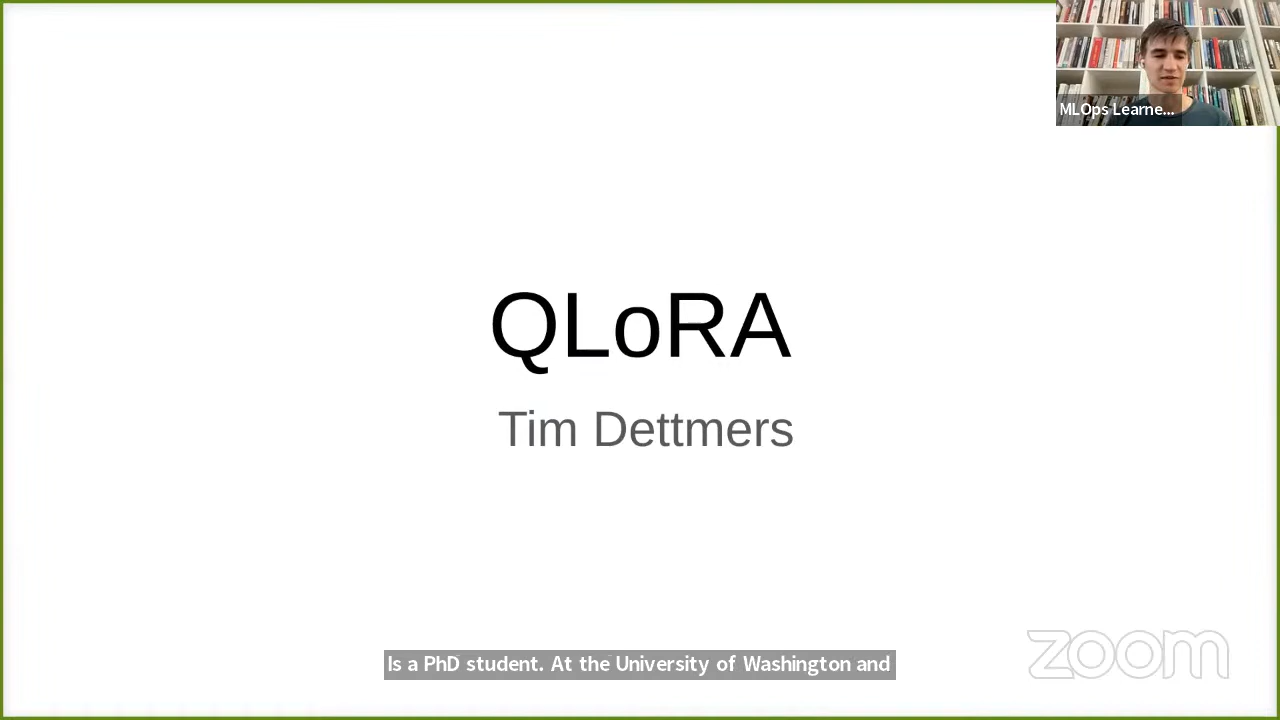 MLOps Learne...
QLoRA
Tim Dettmers
Is a PhD student. At the University of Washington and
zoom